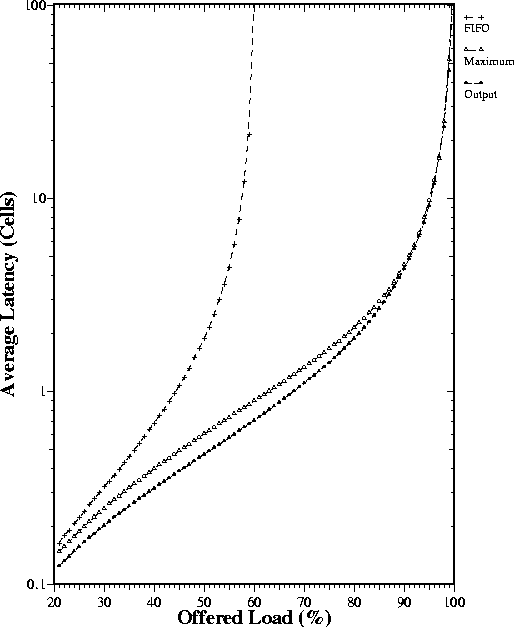 100
FIFO
Maximum
Output
10
1
0.1
20 30 40 50 60 70 80 90 100
Offered Load (%)
Average Latency (Cells)